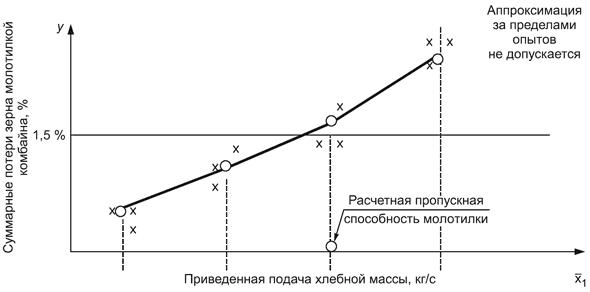 Аппроксимация
за пределами
опытов
не допускается
y
Суммарные потери зерна молотилкой
комбайна, %
x x
x
x
1,5 %
x
x x
x
x
x
Расчетная пропускная
способность молотилки
x x
x
Приведенная подача хлебной массы, кг/с
x̅₁